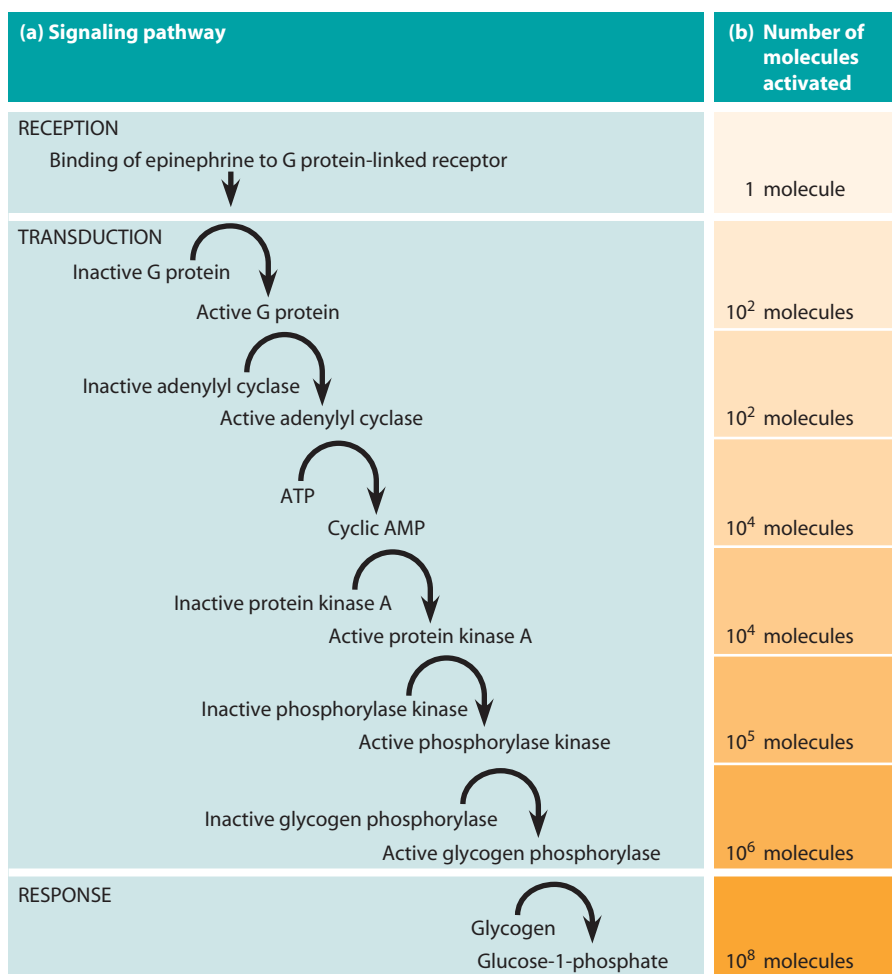 (a) Signaling pathway
(b) Number of
molecules
activated
RECEPTION
Binding of epinephrine to G protein-linked receptor
1 molecule
TRANSDUCTION
Inactive G protein
Active G protein
10² molecules
Inactive adenylyl cyclase
Active adenylyl cyclase
10² molecules
ATP
Cyclic AMP
10⁴ molecules
Inactive protein kinase A
Active protein kinase A
10⁴ molecules
Inactive phosphorylase kinase
Active phosphorylase kinase
10⁵ molecules
Inactive glycogen phosphorylase
Active glycogen phosphorylase
10⁶ molecules
RESPONSE
Glycogen
Glucose-1-phosphate
10⁸ molecules